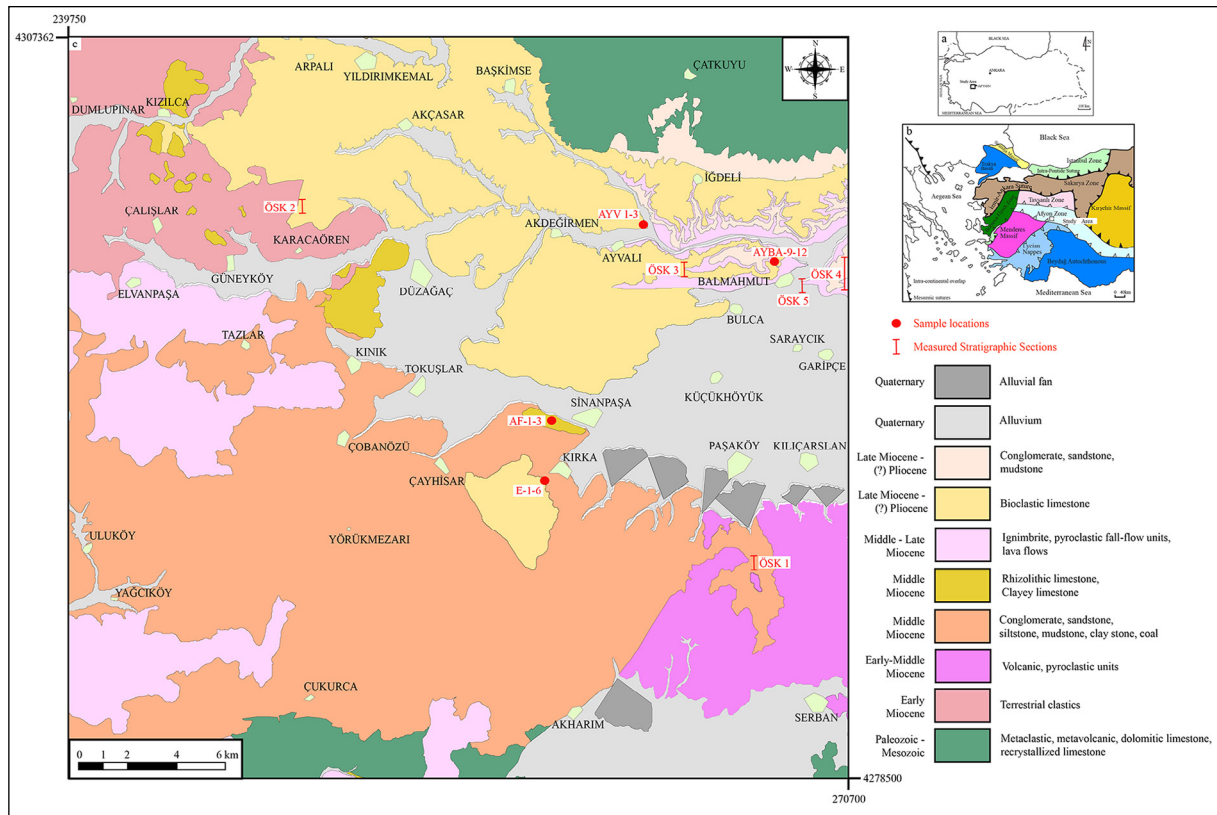 239750
4307362
c
N
W E
S
ARPALI
YILDIRIMKEMAL
BAŞKİMSE
ÇATKUYU
DUMLUPINAR
KIZILCA
AKÇASAR
İĞDELİ
ÖSK 2
ÇALIŞLAR
KARACAÖREN
AKDEĞİRMEN
AYV 1-3
AYVALI
AYBA-9-12
ÖSK 3
ÖSK 4
BALMAHMUT
ÖSK 5
GÜNEYKÖY
ELVANPAŞA
DÜZAĞAÇ
BULCA
TAZLAR
SARAYCIK
GARİPÇE
KINIK
TOKUŞLAR
KÜÇÜKHÖYÜK
SİNANPAŞA
AF-1-3
ÇOBANÖZÜ
PAŞAKÖY
KILIÇARSLAN
ÇAYHİSAR
KIRKA
E-1-6
ULUKÖY
YÖRÜKMEZARI
ÖSK 1
YAĞCIKÖY
ÇUKURCA
AKHARIM
SERBAN
0 1 2 4 6 km
4278500
270700
a
BLACK SEA
N
ANKARA
Study Area
MEDITERRANEAN SEA
b
Black Sea
İstanbul Zone
Intra-Pontide Suture
Sakarya Zone
Aegean Sea
Tavşanlı Zone
Kırşehir Massif
Afyon Zone
Study Area
Menderes
Massif
Lycian
Nappes
Beydağ Autochthonous
Intra-continental overlap
Mesozoic sutures
Mediterranean Sea
0 40km
Sample locations
Measured Stratigraphic Sections
Quaternary Alluvial fan
Quaternary Alluvium
Late Miocene -
(?) Pliocene
Conglomerate, sandstone,
mudstone
Late Miocene -
(?) Pliocene
Bioclastic limestone
Middle - Late
Miocene
Ignimbrite, pyroclastic fall-flow units,
lava flows
Middle
Miocene
Rhizolithic limestone,
Clayey limestone
Middle
Miocene
Conglomerate, sandstone,
siltstone, mudstone, clay stone, coal
Early-Middle
Miocene
Volcanic, pyroclastic units
Early
Miocene
Terrestrial clastics
Paleozoic -
Mesozoic
Metaclastic, metavolcanic, dolomitic limestone,
recrystallized limestone